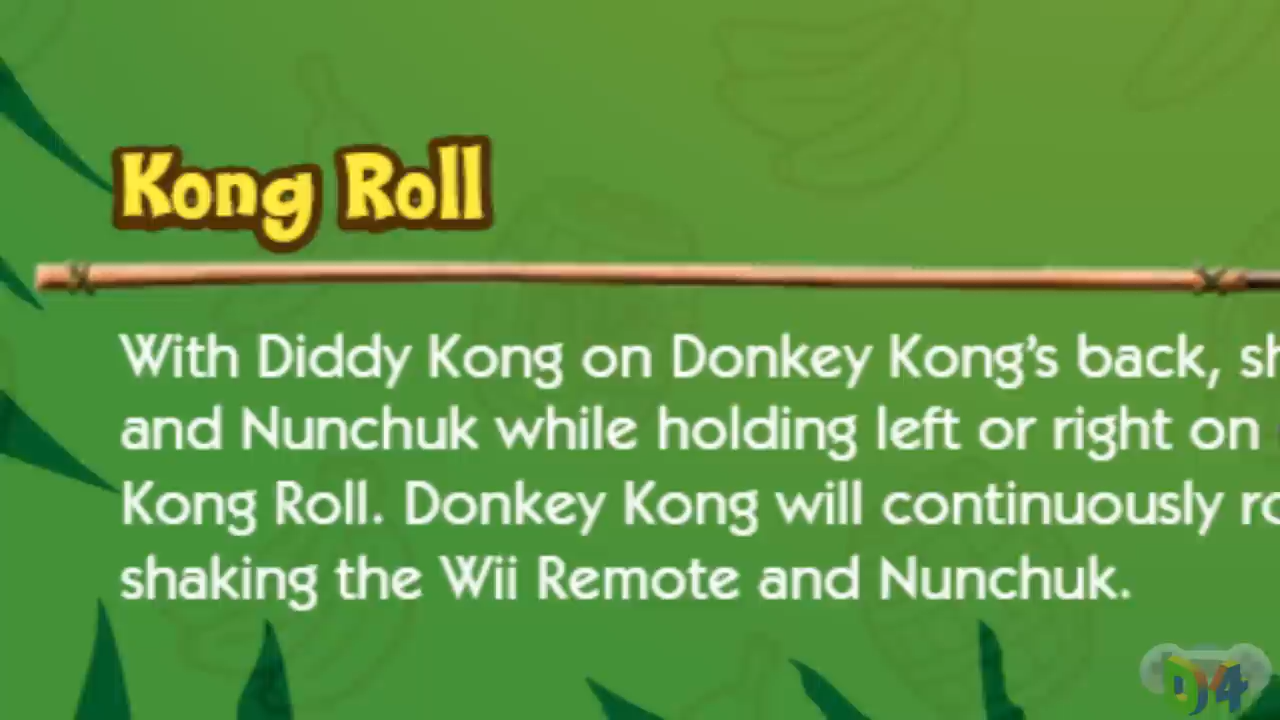 Kong Roll
With Diddy Kong on Donkey Kong's back, sh
and Nunchuk while holding left or right on
Kong Roll. Donkey Kong will continuously ro
shaking the Wii Remote and Nunchuk.